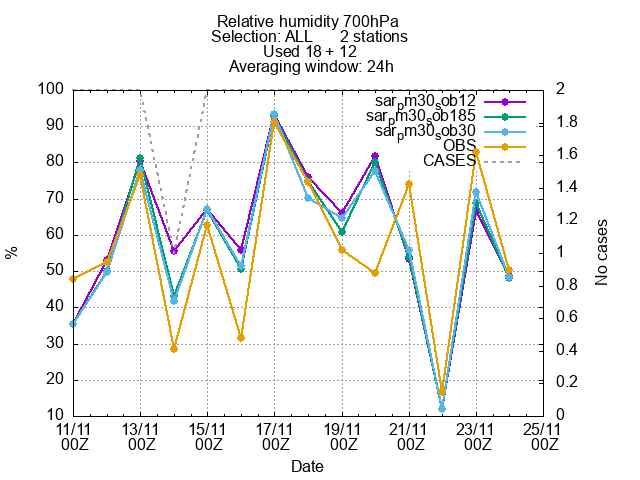 Relative humidity 700hPa
Selection: ALL 2 stations
Used 18 + 12
Averaging window: 24h
100
90
80
70
60
50
40
30
20
10
%
2
1.8
1.6
1.4
1.2
1
0.8
0.6
0.4
0.2
0
No cases
sarpm30sob12
sarpm30sob185
sarpm30sob30
OBS
CASES
11/11 13/11 15/11 17/11 19/11 21/11 23/11 25/11
00Z 00Z 00Z 00Z 00Z 00Z 00Z 00Z
Date